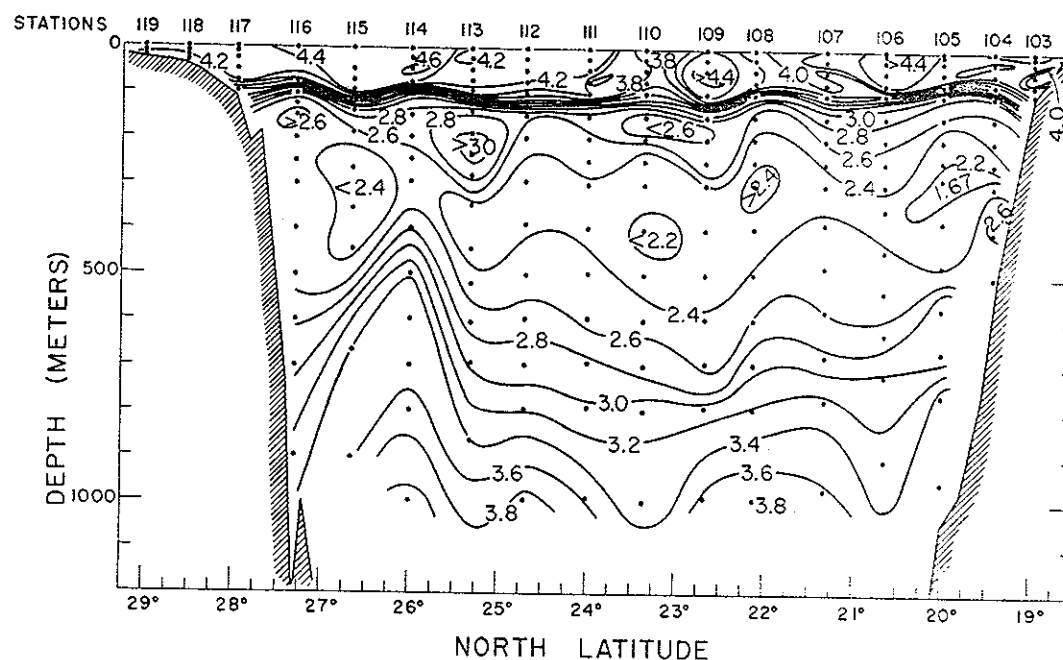 STATIONS 119 118 117 116 115 114 113 112 111 110 109 108 107 106 105 104 103
0
4.2 4.4 4.6 4.2 4.2 3.8 3.8 >4.4 4.0 >4.4
4.0
>2.6 2.8 2.6 2.8 <2.6 3.0 2.8
>3.0 2.6
<2.4 >2.4 2.4 2.2
1.67
<2.2 2.6
500
2.4
2.8 2.6
3.0
3.2 3.4
3.6 3.6
1000
3.8 3.8
DEPTH (METERS)
29° 28° 27° 26° 25° 24° 23° 22° 21° 20° 19°
NORTH LATITUDE